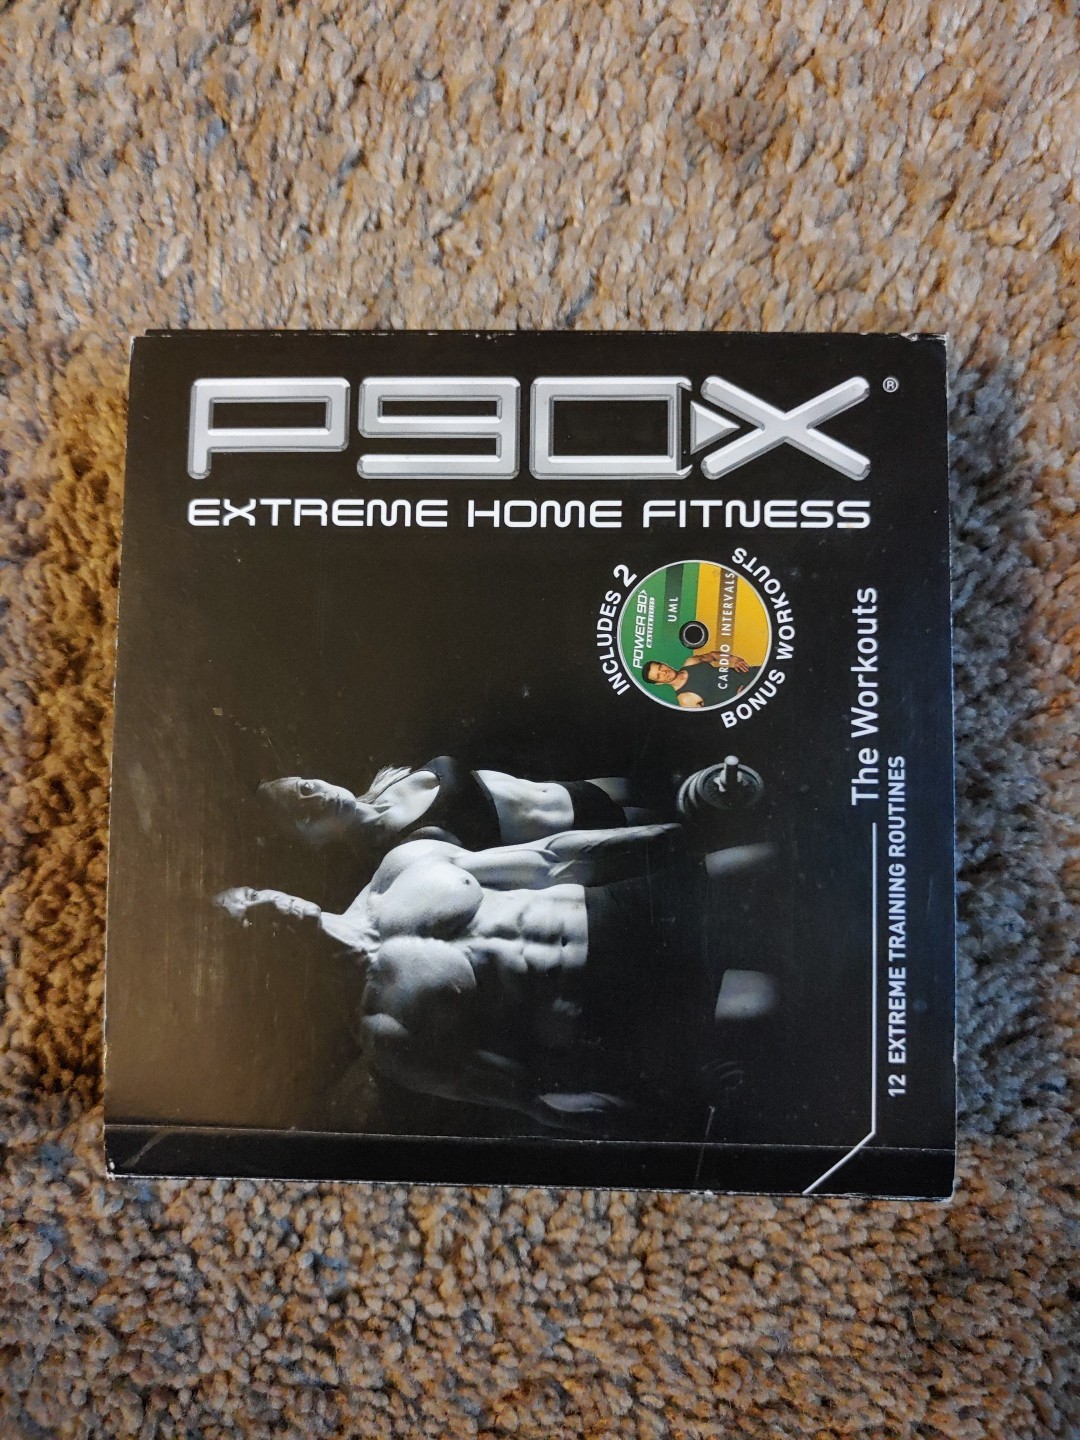 P90X®
EXTREME HOME FITNESS
INCLUDES 2
BONUS WORKOUTS
POWER 90
UML
CARDIO INTERVALS
The Workouts
12 EXTREME TRAINING ROUTINES